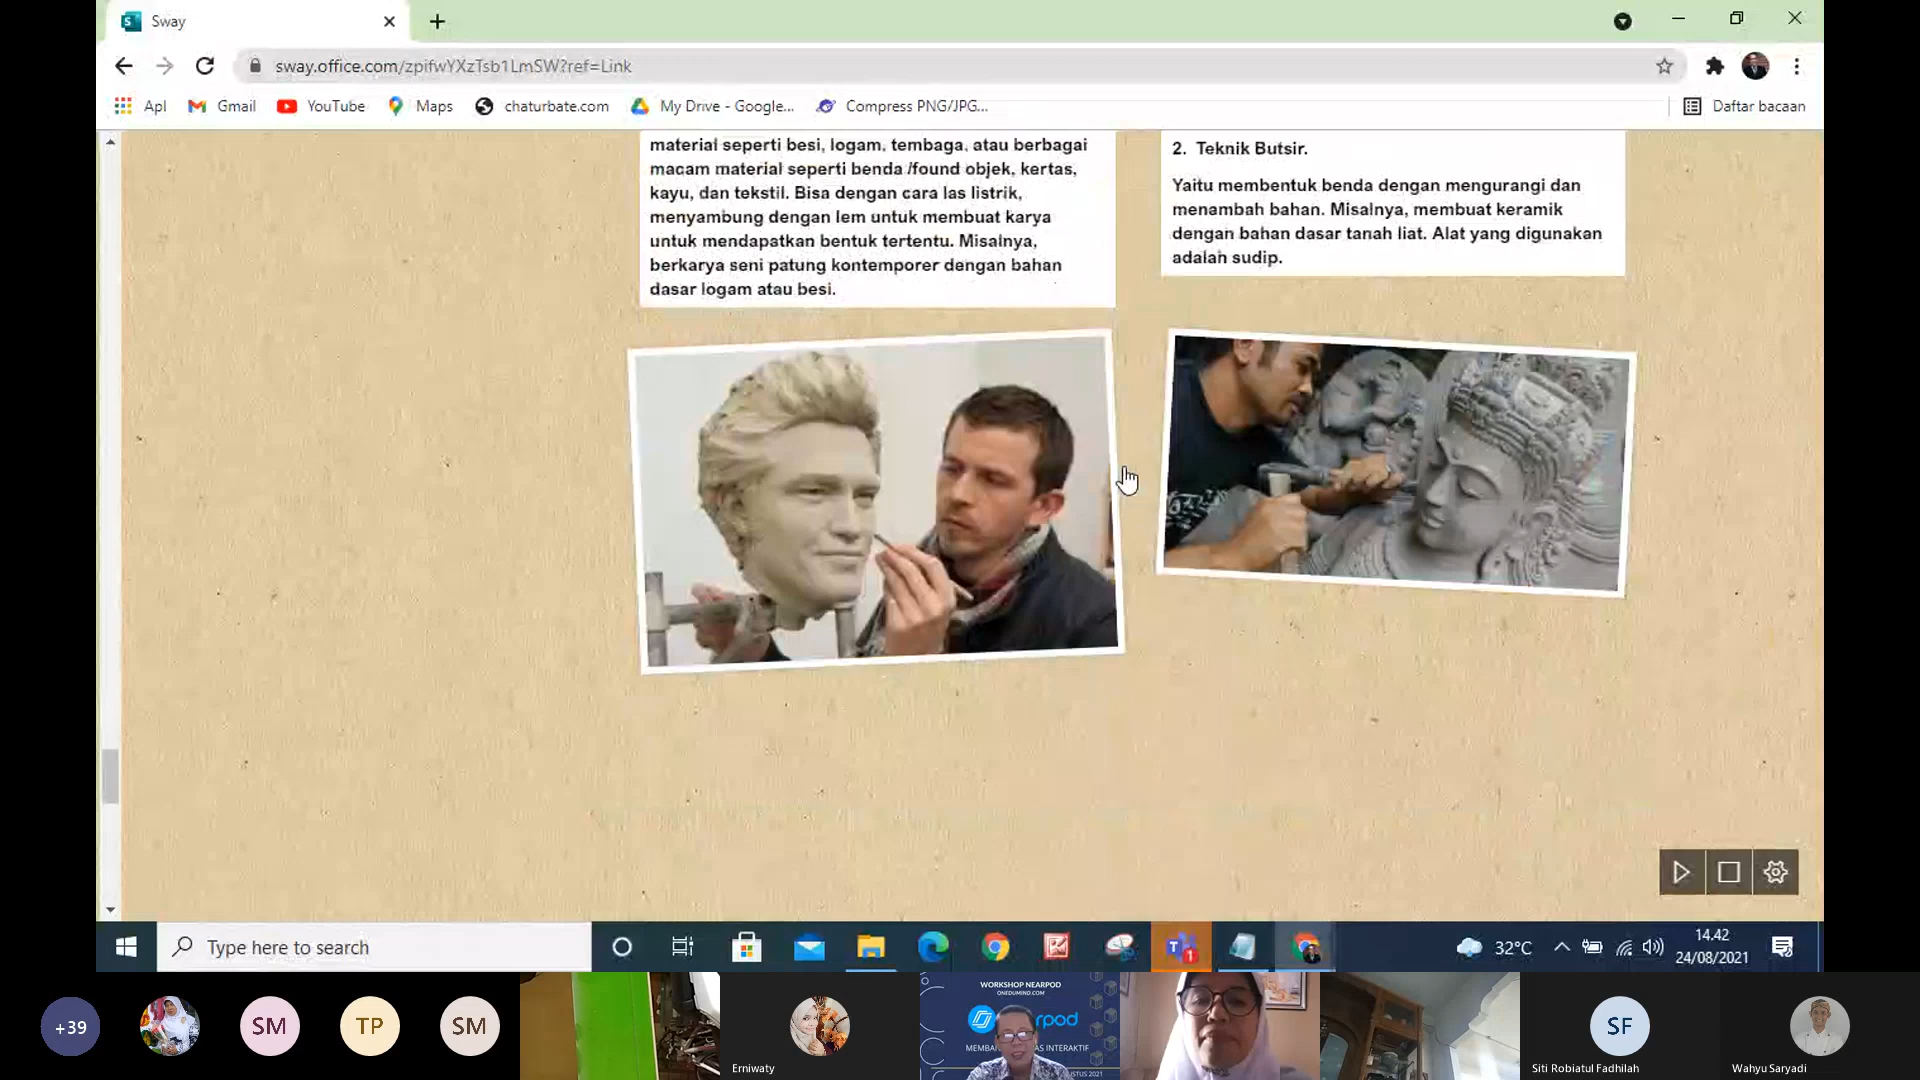 Sway
sway.office.com/zpifwYXzTsb1LmSW?ref=Link
Apl
Gmail
YouTube
Maps
chaturbate.com
My Drive - Google...
Compress PNG/JPG...
Daftar bacaan
material seperti besi, logam, tembaga, atau berbagai
macam material seperti benda /found objek, kertas,
kayu, dan tekstil. Bisa dengan cara las listrik,
menyambung dengan lem untuk membuat karya
untuk mendapatkan bentuk tertentu. Misalnya,
berkarya seni patung kontemporer dengan bahan
dasar logam atau besi.
2. Teknik Butsir.
Yaitu membentuk benda dengan mengurangi dan
menambah bahan. Misalnya, membuat keramik
dengan bahan dasar tanah liat. Alat yang digunakan
adalah sudip.
Type here to search
32°C
14.42
24/08/2021
+39
SM
TP
SM
Erniwaty
WORKSHOP NEARPOD
ONEDUMIND.COM
rpod
SF
Siti Robiatul Fadhilah
Wahyu Saryadi